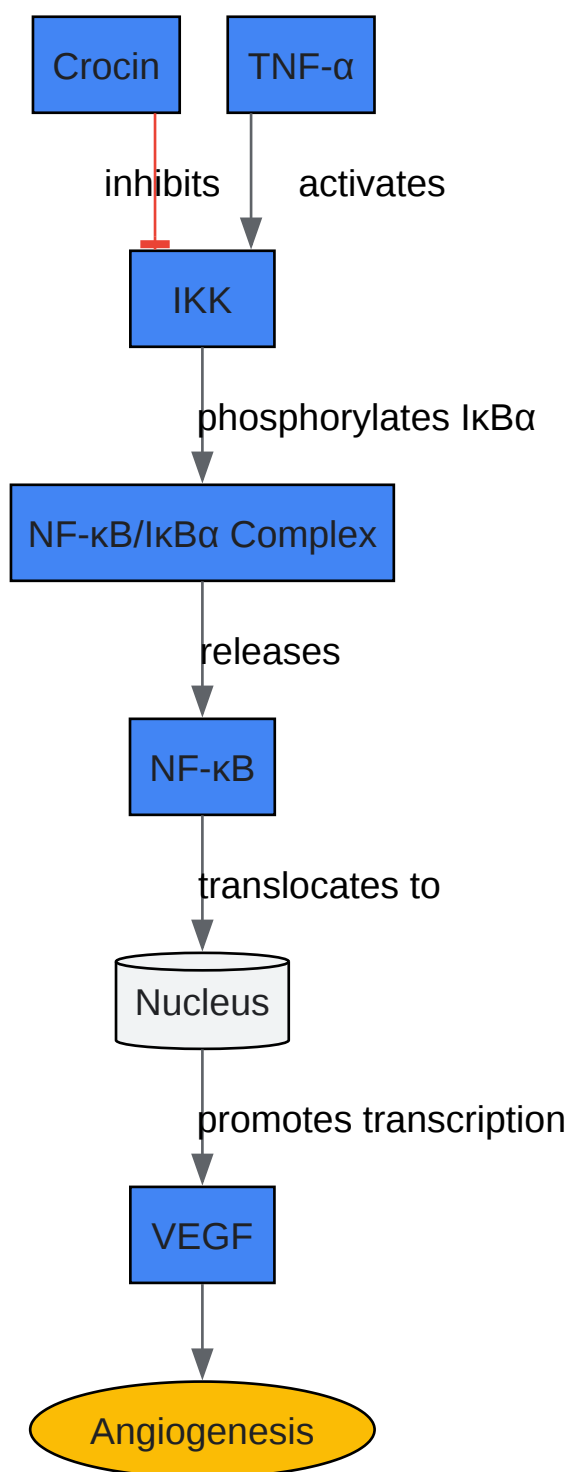 Crocin
TNF-α
inhibits
activates
IKK
phosphorylates IκBα
NF-κB/IκBα Complex
releases
NF-κB
translocates to
Nucleus
promotes transcription
VEGF
Angiogenesis